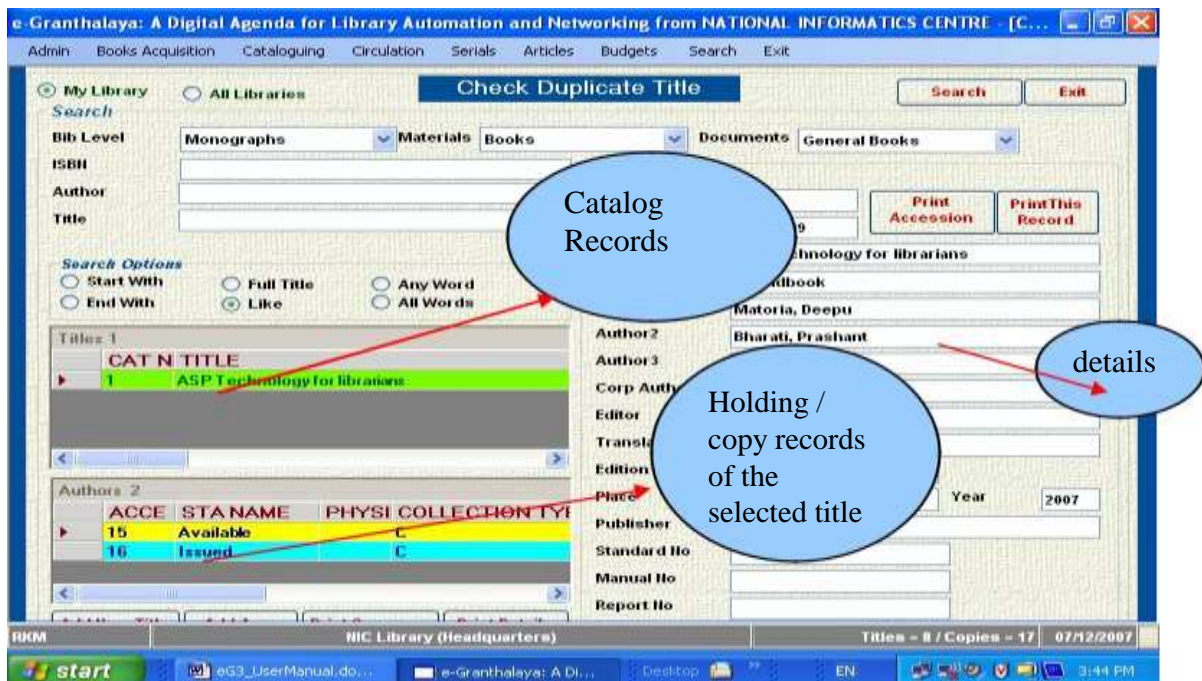 e-Granthalaya: A Digital Agenda for Library Automation and Networking from NATIONAL INFORMATICS CENTRE - [C...
Admin Books Acquisition Cataloguing Circulation Serials Articles Budgets Search Exit
My Library All Libraries Check Duplicate Title Search Exit
Search
Bib Level Monographs Materials Books Documents General Books
ISBN
Author
Title
Print Accession
Print This Record
9
Catalog
Records
Search Options
Start With Full Title Any Word
End With Like All Words
hnology for librarians
dbook
Matoria, Deepu
Author2 Bharati, Prashant
Author3
Corp Auth
Editor
Transla
Edition
Place Year 2007
Publisher
Standard No
Manual No
Report No
details
Holding /
copy records
of the
selected title
Titles 1
CAT N TITLE
1 ASP Technology for librarians
Authors 2
ACCE STA NAME PHYSI COLLECTION TYI
15 Available C
16 Issued C
RKM NIC Library (Headquarters) Titles = 8 / Copies = 17 07/12/2007
start eG3_UserManual.do... e-Granthalaya: A Di... Desktop » EN 3:44 PM